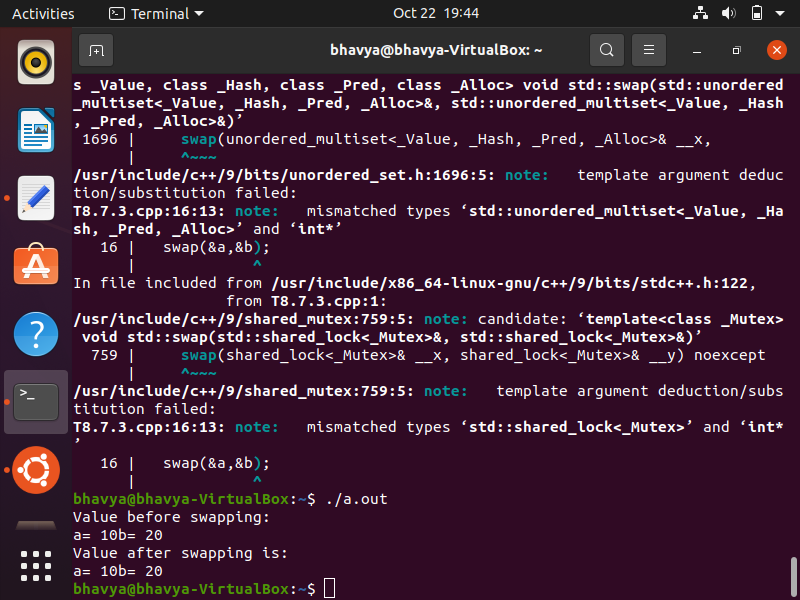 Activities Terminal Oct 22 19:44
bhavya@bhavya-VirtualBox: ~
s _Value, class _Hash, class _Pred, class _Alloc> void std::swap(std::unordered
_multiset<_Value, _Hash, _Pred, _Alloc>&, std::unordered_multiset<_Value, _Hash
, _Pred, _Alloc>&)’
 1696 |     swap(unordered_multiset<_Value, _Hash, _Pred, _Alloc>& __x,
      |     ^~~~
/usr/include/c++/9/bits/unordered_set.h:1696:5: note:   template argument deduc
tion/substitution failed:
T8.7.3.cpp:16:13: note:   mismatched types ‘std::unordered_multiset<_Value, _Ha
sh, _Pred, _Alloc>’ and ‘int*’
   16 |   swap(&a,&b);
      |             ^
In file included from /usr/include/x86_64-linux-gnu/c++/9/bits/stdc++.h:122,
                 from T8.7.3.cpp:1:
/usr/include/c++/9/shared_mutex:759:5: note: candidate: ‘template<class _Mutex>
 void std::swap(std::shared_lock<_Mutex>&, std::shared_lock<_Mutex>&)’
  759 |     swap(shared_lock<_Mutex>& __x, shared_lock<_Mutex>& __y) noexcept
      |     ^~~~
/usr/include/c++/9/shared_mutex:759:5: note:   template argument deduction/subs
titution failed:
T8.7.3.cpp:16:13: note:   mismatched types ‘std::shared_lock<_Mutex>’ and ‘int*
’
   16 |   swap(&a,&b);
      |             ^
bhavya@bhavya-VirtualBox:~$ ./a.out
Value before swapping:
a= 10b= 20
Value after swapping is:
a= 10b= 20
bhavya@bhavya-VirtualBox:~$